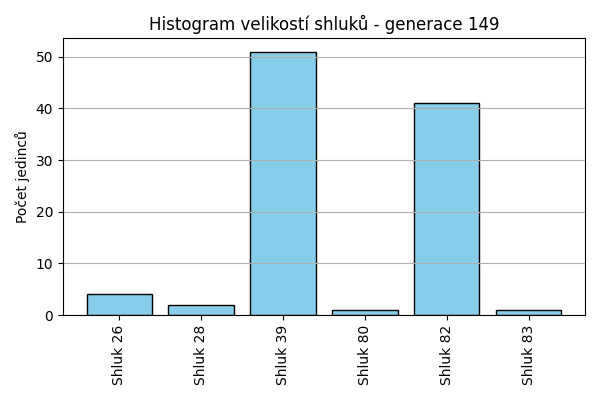 Histogram velikostí shluků - generace 149
Počet jedinců
50
40
30
20
10
0
Shluk 26
Shluk 28
Shluk 39
Shluk 80
Shluk 82
Shluk 83